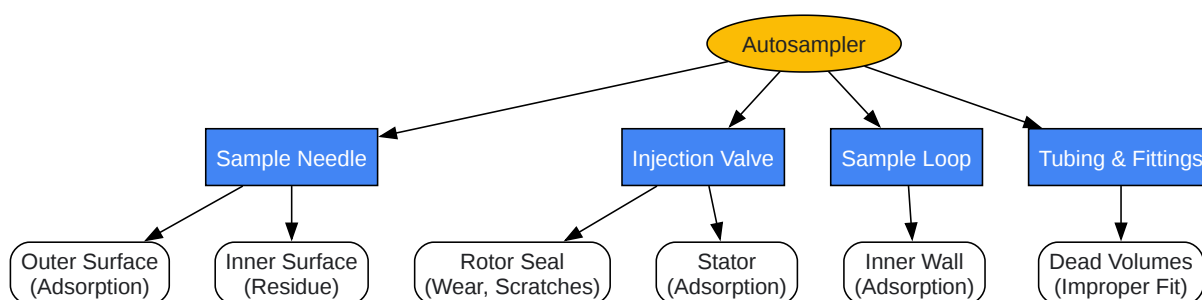 Autosampler
Sample Needle
Injection Valve
Sample Loop
Tubing & Fittings
Outer Surface
(Adsorption)
Inner Surface
(Residue)
Rotor Seal
(Wear, Scratches)
Stator
(Adsorption)
Inner Wall
(Adsorption)
Dead Volumes
(Improper Fit)